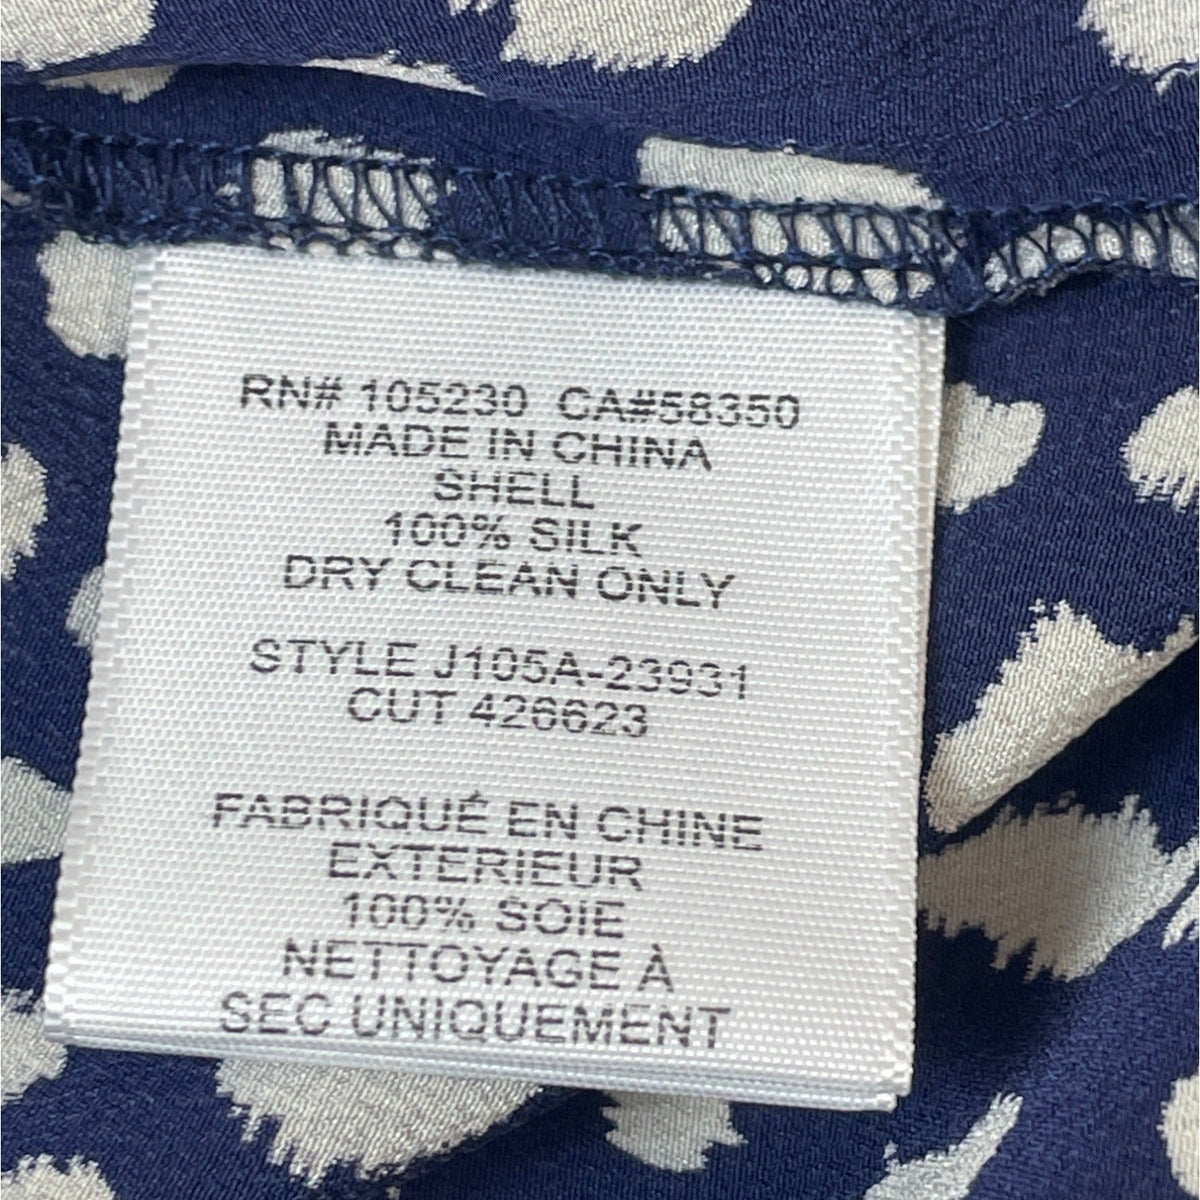 RN# 105230 CA#58350
MADE IN CHINA
SHELL
100% SILK
DRY CLEAN ONLY
STYLE J105A-23931
CUT 426623
FABRIQUÉ EN CHINE
EXTERIEUR
100% SOIE
NETTOYAGE À
SEC UNIQUEMENT